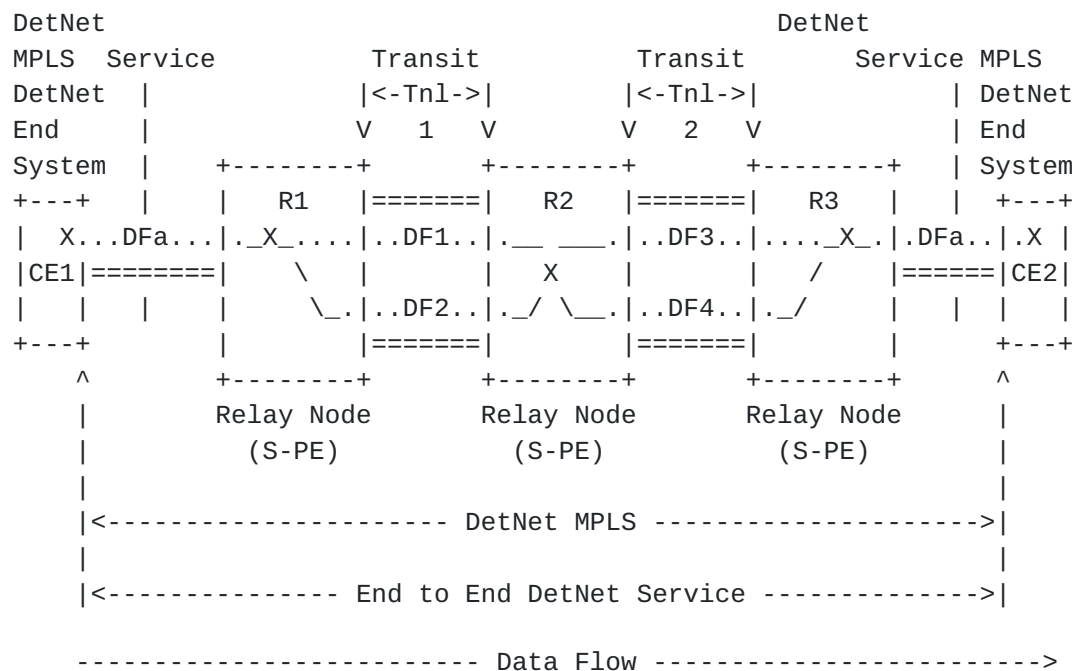 DetNet                                           DetNet
MPLS  Service          Transit          Transit       Service MPLS
DetNet  |             |<-Tnl->|        |<-Tnl->|            | DetNet
End     |             V   1   V        V   2   V            | End
System  |    +--------+       +--------+       +--------+   | System
+---+   |   |   R1   |=======|   R2   |=======|   R3   |   |  +---+
|  X...DFa...|._X_....|..DF1..|.__ ___.|..DF3..|...._X_.|.DFa..|.X |
|CE1|========|    \   |       |   X    |       |   /    |======|CE2|
|   |   |    |     \_.|..DF2..|._/ \__.|..DF4..|._/     |   |  |   |
+---+        |        |=======|        |=======|        |      +---+
    ^        +--------+       +--------+       +--------+      ^
    |        Relay Node       Relay Node       Relay Node      |
    |          (S-PE)           (S-PE)           (S-PE)        |
    |                                                          |
    |<----------------------- DetNet MPLS --------------------->|
    |                                                          |
    |<--------------- End to End DetNet Service -------------->|
    -------------------------- Data Flow ------------------------->